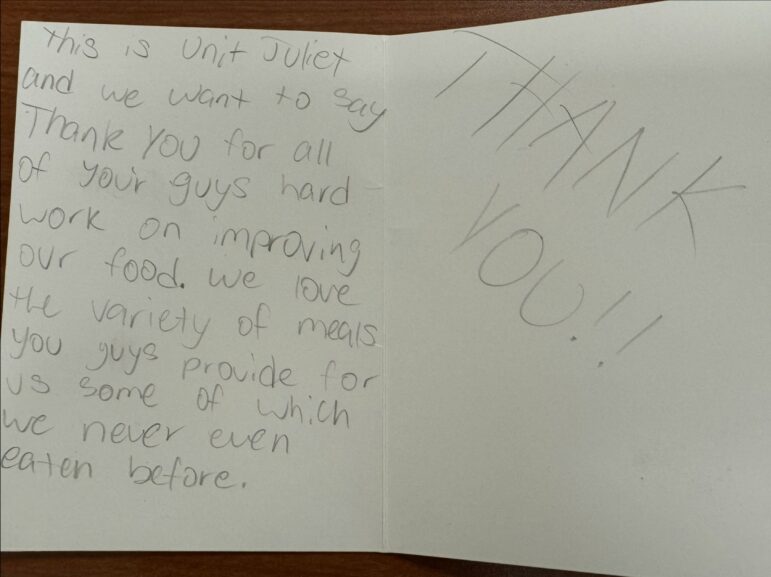 This is Unit Juliet
and we want to say
Thank You for all
of your guys hard
work on improving
our food. we love
the variety of meals
you guys provide for
us some of which
we never even
eaten before.
THANK
YOU!!